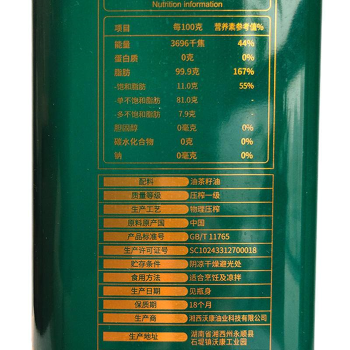 Nutrition information
项目 每100克 营养素参考值%
能量 3696千焦 44%
蛋白质 0克 0%
脂肪 99.9克 167%
-饱和脂肪 11.0克 55%
-单不饱和脂肪 81.0克
-多不饱和脂肪 7.9克
胆固醇 0毫克 0%
碳水化合物 0克 0%
钠 0毫克 0%
配料 油茶籽油
质量等级 压榨一级
生产工艺 物理压榨
原料原产国 中国
产品标准号 GB/T 11765
生产许可证号 SC10243312700018
贮存条件 阴凉干燥避光处
食用方法 适合烹饪及凉拌
生产日期 见瓶身
保质期 18个月
生产商 湘西沃康油业科技有限公司
生产地址 湖南省湘西州永顺县
石堤镇沃康工业园